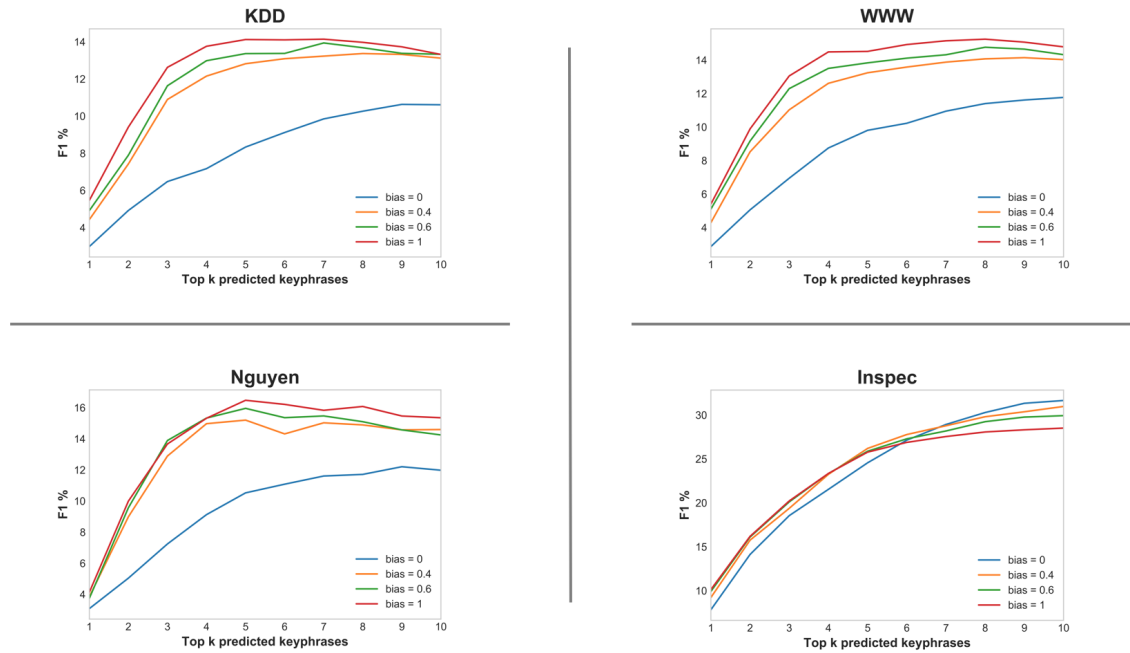 KDD
14
12
10
8
6
4
F1 %
bias = 0
bias = 0.4
bias = 0.6
bias = 1
1 2 3 4 5 6 7 8 9 10
Top k predicted keyphrases
WWW
14
12
10
8
6
4
F1 %
bias = 0
bias = 0.4
bias = 0.6
bias = 1
1 2 3 4 5 6 7 8 9 10
Top k predicted keyphrases
Nguyen
16
14
12
10
8
6
4
F1 %
bias = 0
bias = 0.4
bias = 0.6
bias = 1
1 2 3 4 5 6 7 8 9 10
Top k predicted keyphrases
Inspec
30
25
20
15
10
F1 %
bias = 0
bias = 0.4
bias = 0.6
bias = 1
1 2 3 4 5 6 7 8 9 10
Top k predicted keyphrases